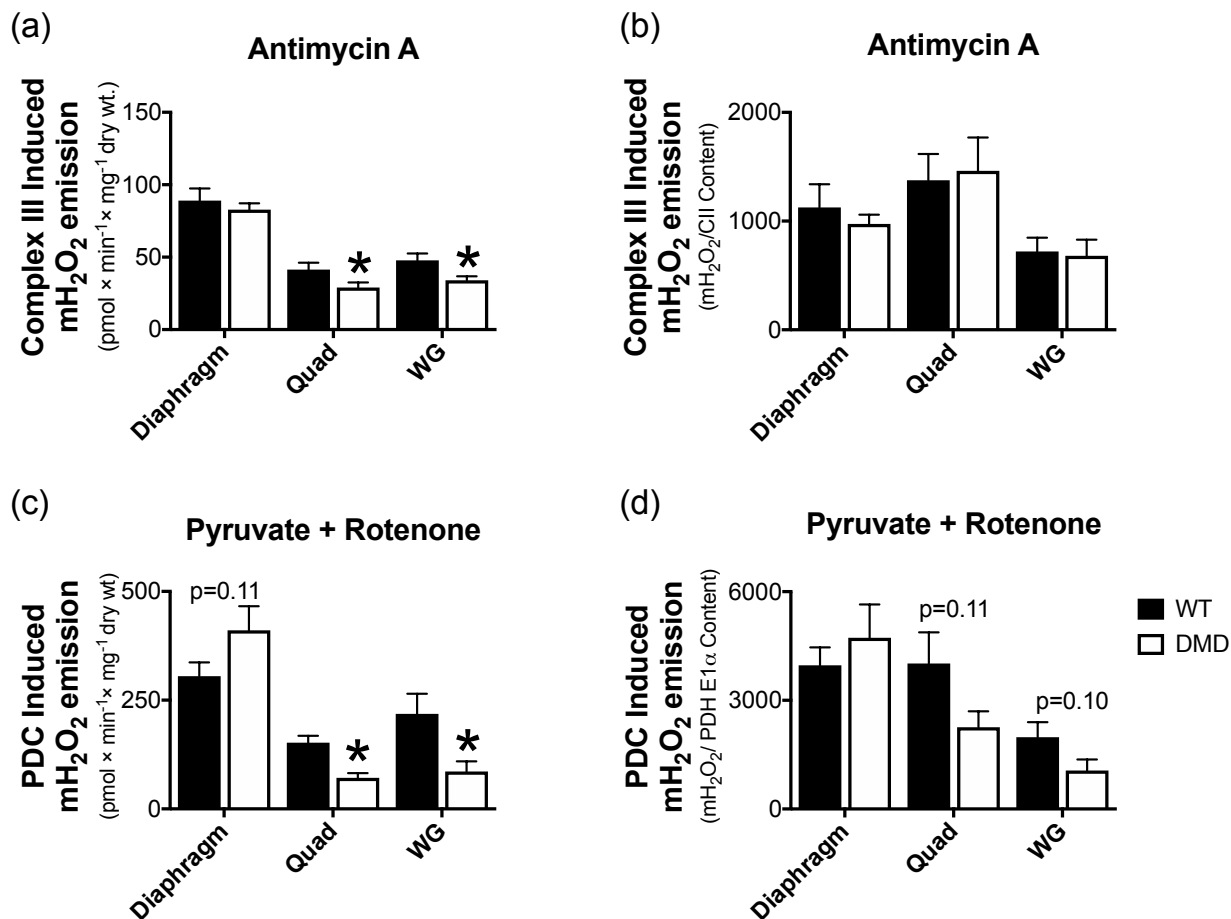 (a)
Antimycin A
Complex III Induced
mH₂O₂ emission
(pmol × min⁻¹× mg⁻¹ dry wt.)
150
100
50
0
*
*
Diaphragm
Quad
WG
(b)
Antimycin A
Complex III Induced
mH₂O₂ emission
(mH₂O₂/CII Content)
2000
1000
0
Diaphragm
Quad
WG
(c)
Pyruvate + Rotenone
PDC Induced
mH₂O₂ emission
(pmol × min⁻¹× mg⁻¹ dry wt)
500
250
0
p=0.11
*
*
Diaphragm
Quad
WG
(d)
Pyruvate + Rotenone
PDC Induced
mH₂O₂ emission
(mH₂O₂/ PDH E1α Content)
6000
3000
0
p=0.11
p=0.10
Diaphragm
Quad
WG
WT
DMD